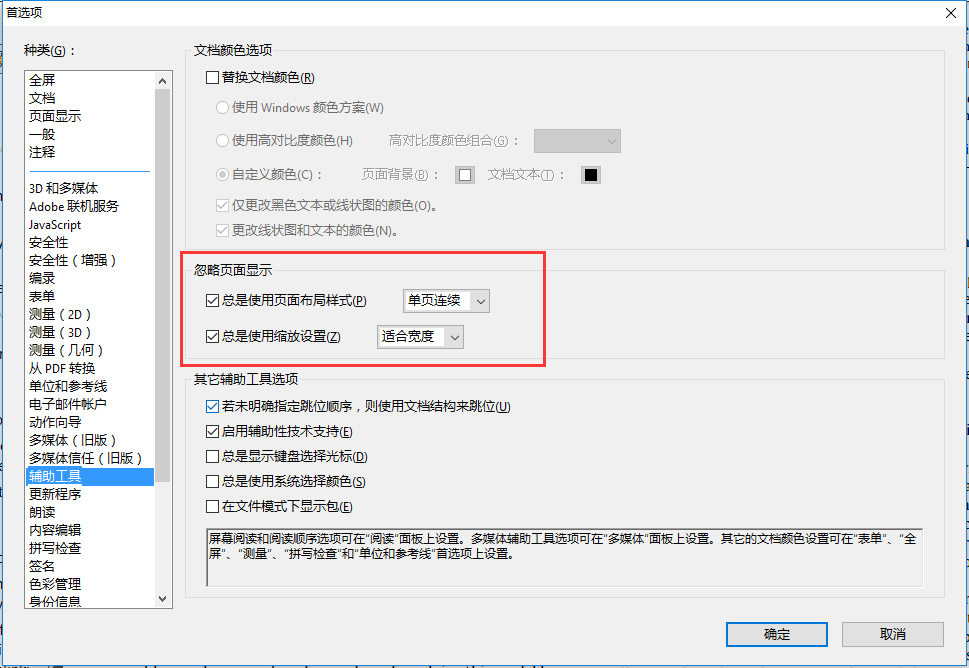 首选项
种类(G)：
全屏
文档
页面显示
一般
注释
3D 和多媒体
Adobe 联机服务
JavaScript
安全性
安全性（增强）
编录
表单
测量（2D）
测量（3D）
测量（几何）
从 PDF 转换
单位和参考线
电子邮件帐户
动作向导
多媒体（旧版）
多媒体信任（旧版）
辅助工具
更新程序
朗读
内容编辑
拼写检查
签名
色彩管理
身份信息
文档颜色选项
替换文档颜色(R)
使用 Windows 颜色方案(W)
使用高对比度颜色(H) 高对比度颜色组合(G)：
自定义颜色(C)： 页面背景(B)： 文档文本(T)：
仅更改黑色文本或线状图的颜色(O)。
更改线状图和文本的颜色(N)。
忽略页面显示
总是使用页面布局样式(P) 单页连续
总是使用缩放设置(Z) 适合宽度
其它辅助工具选项
若未明确指定跳位顺序，则使用文档结构来跳位(U)
启用辅助性技术支持(E)
总是显示键盘选择光标(D)
总是使用系统选择颜色(S)
在文件模式下显示包(E)
屏幕阅读和阅读顺序选项可在“阅读”面板上设置。多媒体辅助工具选项可在“多媒体”面板上设置。其它的文档颜色设置可在“表单”、“全
屏”、“测量”、“拼写检查”和“单位和参考线”首选项上设置。
确定 取消